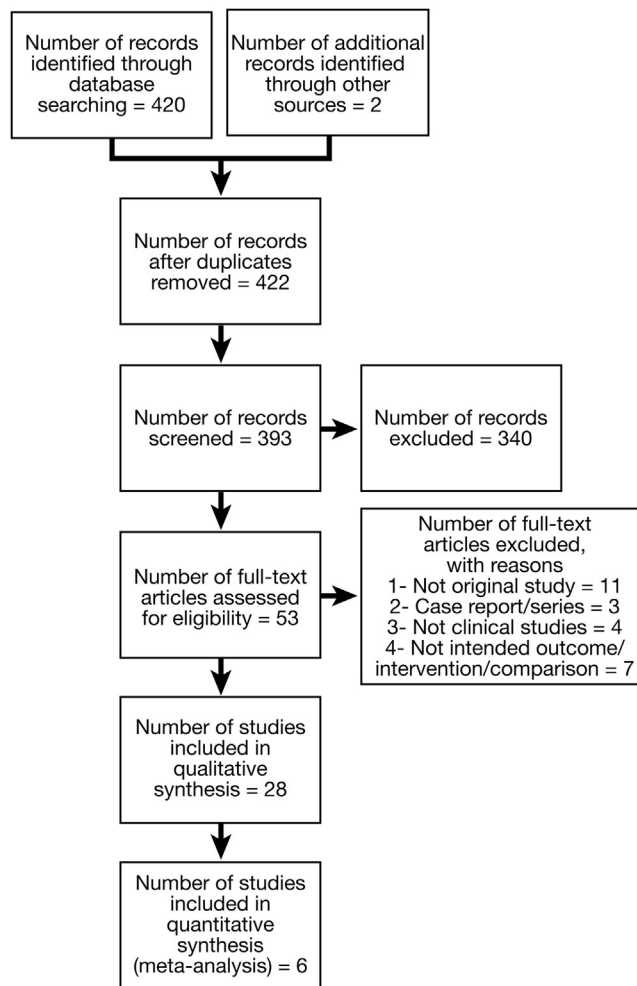 Number of records
identified through
database
searching = 420
Number of additional
records identified
through other
sources = 2
Number of records
after duplicates
removed = 422
Number of records
screened = 393
Number of records
excluded = 340
Number of full-text
articles assessed
for eligibility = 53
Number of full-text
articles excluded,
with reasons
1- Not original study = 11
2- Case report/series = 3
3- Not clinical studies = 4
4- Not intended outcome/
intervention/comparison = 7
Number of studies
included in
qualitative
synthesis = 28
Number of studies
included in
quantitative
synthesis
(meta-analysis) = 6